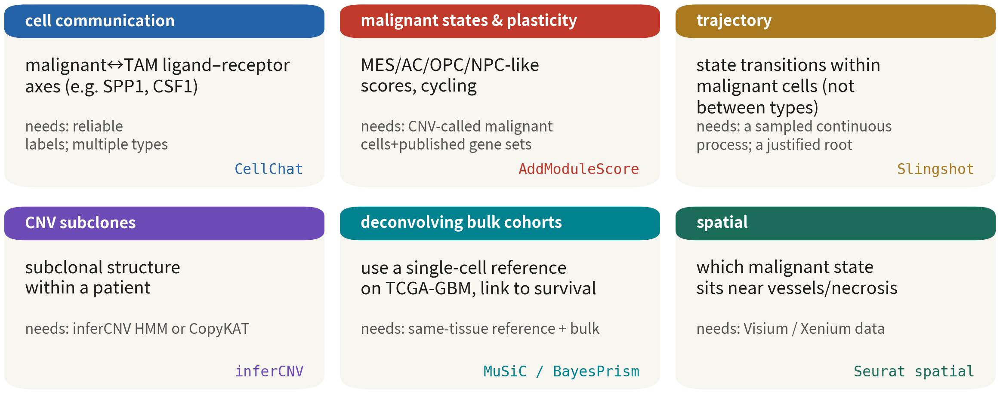 cell communication
malignant↔TAM ligand–receptor
axes (e.g. SPP1, CSF1)
needs: reliable
labels; multiple types
CellChat
malignant states & plasticity
MES/AC/OPC/NPC-like
scores, cycling
needs: CNV-called malignant
cells+published gene sets
AddModuleScore
trajectory
state transitions within
malignant cells (not
between types)
needs: a sampled continuous
process; a justified root
Slingshot
CNV subclones
subclonal structure
within a patient
needs: inferCNV HMM or CopyKAT
inferCNV
deconvolving bulk cohorts
use a single-cell reference
on TCGA-GBM, link to survival
needs: same-tissue reference + bulk
MuSiC / BayesPrism
spatial
which malignant state
sits near vessels/necrosis
needs: Visium / Xenium data
Seurat spatial